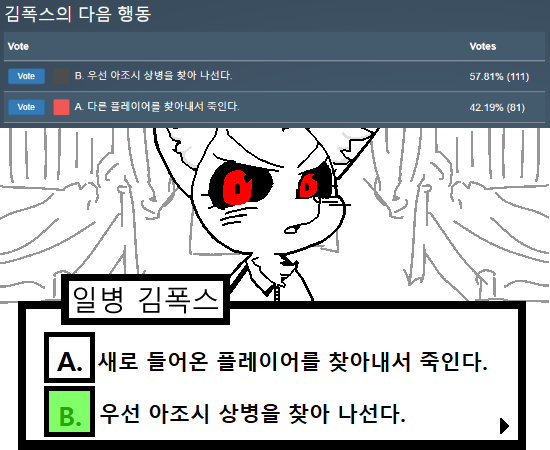 김폭스의 다음 행동
Vote Votes
Vote B. 우선 아조시 상병을 찾아 나선다. 57.81% (111)
Vote A. 다른 플레이어를 찾아내서 죽인다. 42.19% (81)
일병 김폭스
A. 새로 들어온 플레이어를 찾아내서 죽인다.
B. 우선 아조시 상병을 찾아 나선다.